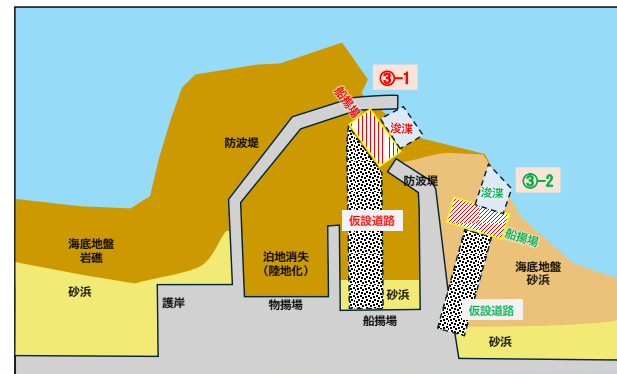 ③-1
船揚場
浚渫
防波堤
防波堤
③-2
浚渫
仮設道路
船揚場
海底地盤
岩礁
泊地消失
（陸地化）
海底地盤
砂浜
砂浜
護岸
物揚場
砂浜
船揚場
仮設道路
砂浜